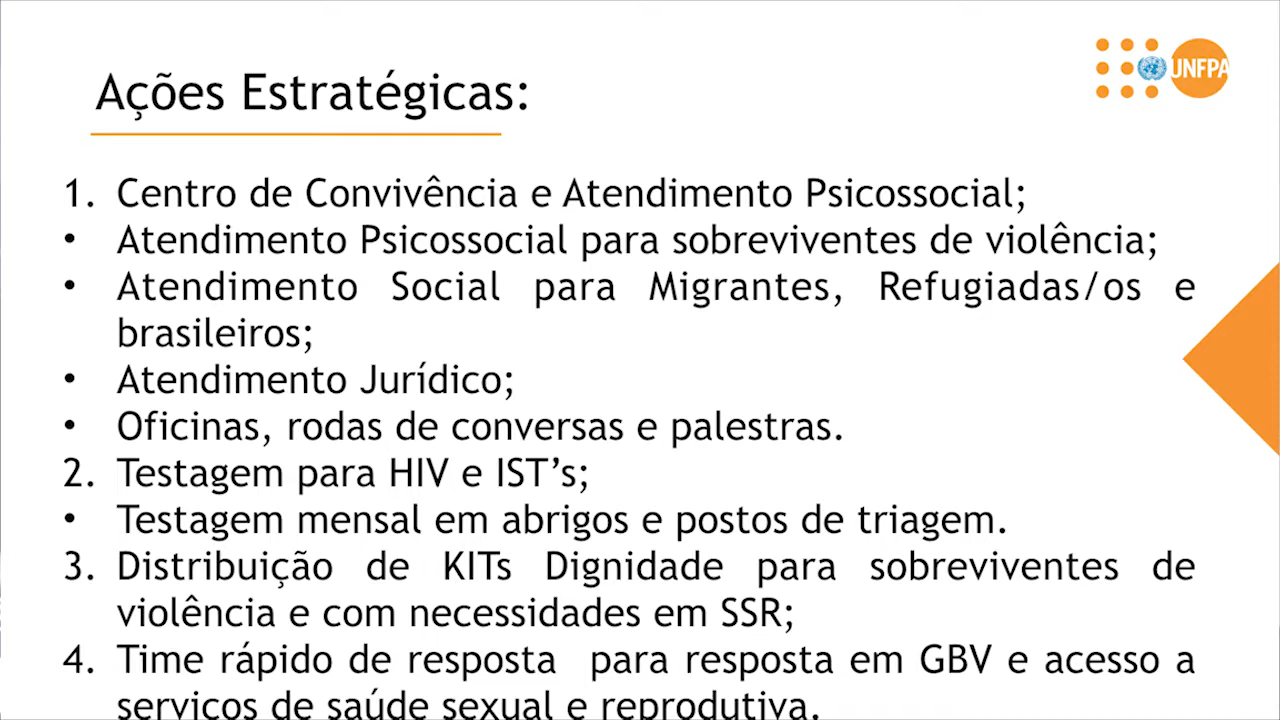 Ações Estratégicas:
UNFPA
1. Centro de Convivência e Atendimento Psicossocial;
• Atendimento Psicossocial para sobreviventes de violência;
• Atendimento Social para Migrantes, Refugiadas/os e
brasileiros;
• Atendimento Jurídico;
• Oficinas, rodas de conversas e palestras.
2. Testagem para HIV e IST’s;
• Testagem mensal em abrigos e postos de triagem.
3. Distribuição de KITs Dignidade para sobreviventes de
violência e com necessidades em SSR;
4. Time rápido de resposta para resposta em GBV e acesso a
serviços de saúde sexual e reprodutiva.